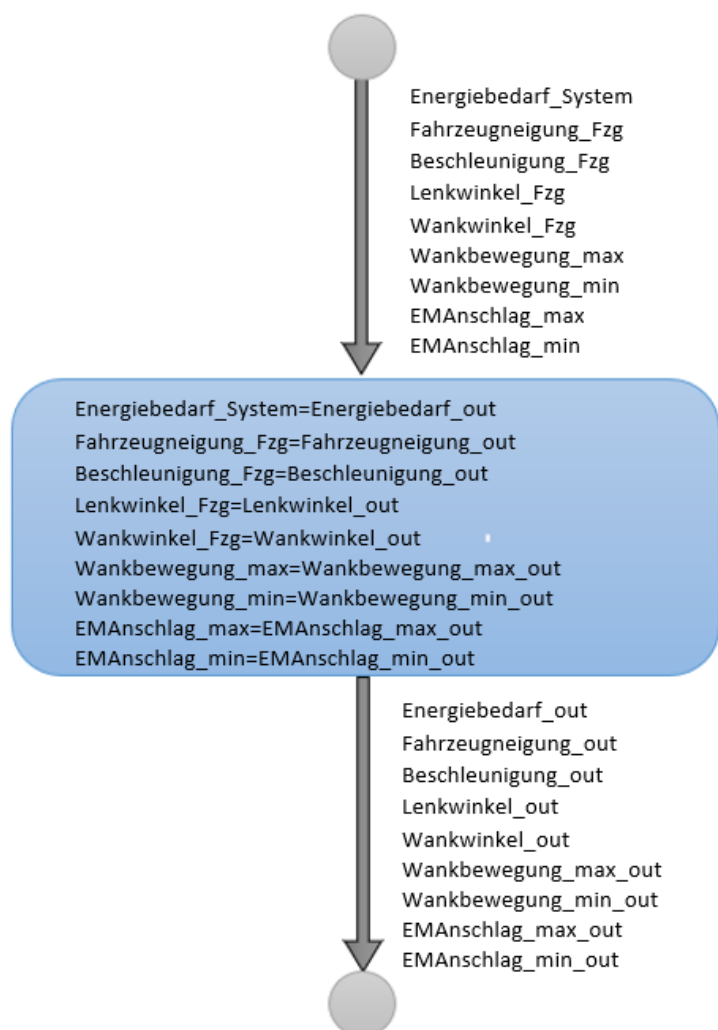 Energiebedarf_System
Fahrzeugneigung_Fzg
Beschleunigung_Fzg
Lenkwinkel_Fzg
Wankwinkel_Fzg
Wankbewegung_max
Wankbewegung_min
EMAnschlag_max
EMAnschlag_min
Energiebedarf_System=Energiebedarf_out
Fahrzeugneigung_Fzg=Fahrzeugneigung_out
Beschleunigung_Fzg=Beschleunigung_out
Lenkwinkel_Fzg=Lenkwinkel_out
Wankwinkel_Fzg=Wankwinkel_out
Wankbewegung_max=Wankbewegung_max_out
Wankbewegung_min=Wankbewegung_min_out
EMAnschlag_max=EMAnschlag_max_out
EMAnschlag_min=EMAnschlag_min_out
Energiebedarf_out
Fahrzeugneigung_out
Beschleunigung_out
Lenkwinkel_out
Wankwinkel_out
Wankbewegung_max_out
Wankbewegung_min_out
EMAnschlag_max_out
EMAnschlag_min_out